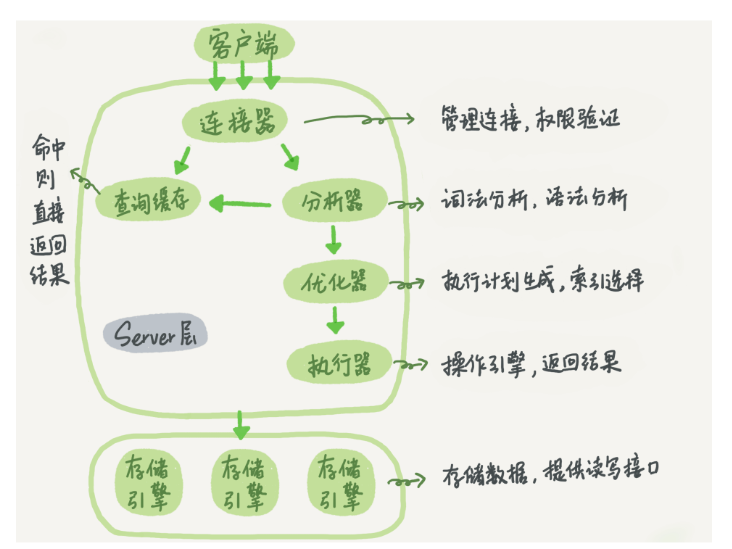 客户端
连接器
管理连接,权限验证
命中
则
直接
返回
结果
查询缓存
分析器
词法分析,语法分析
优化器
执行计划生成,索引选择
Server层
执行器
操作引擎,返回结果
存储
引擎
存储
引擎
存储
引擎
存储数据,提供读写接口